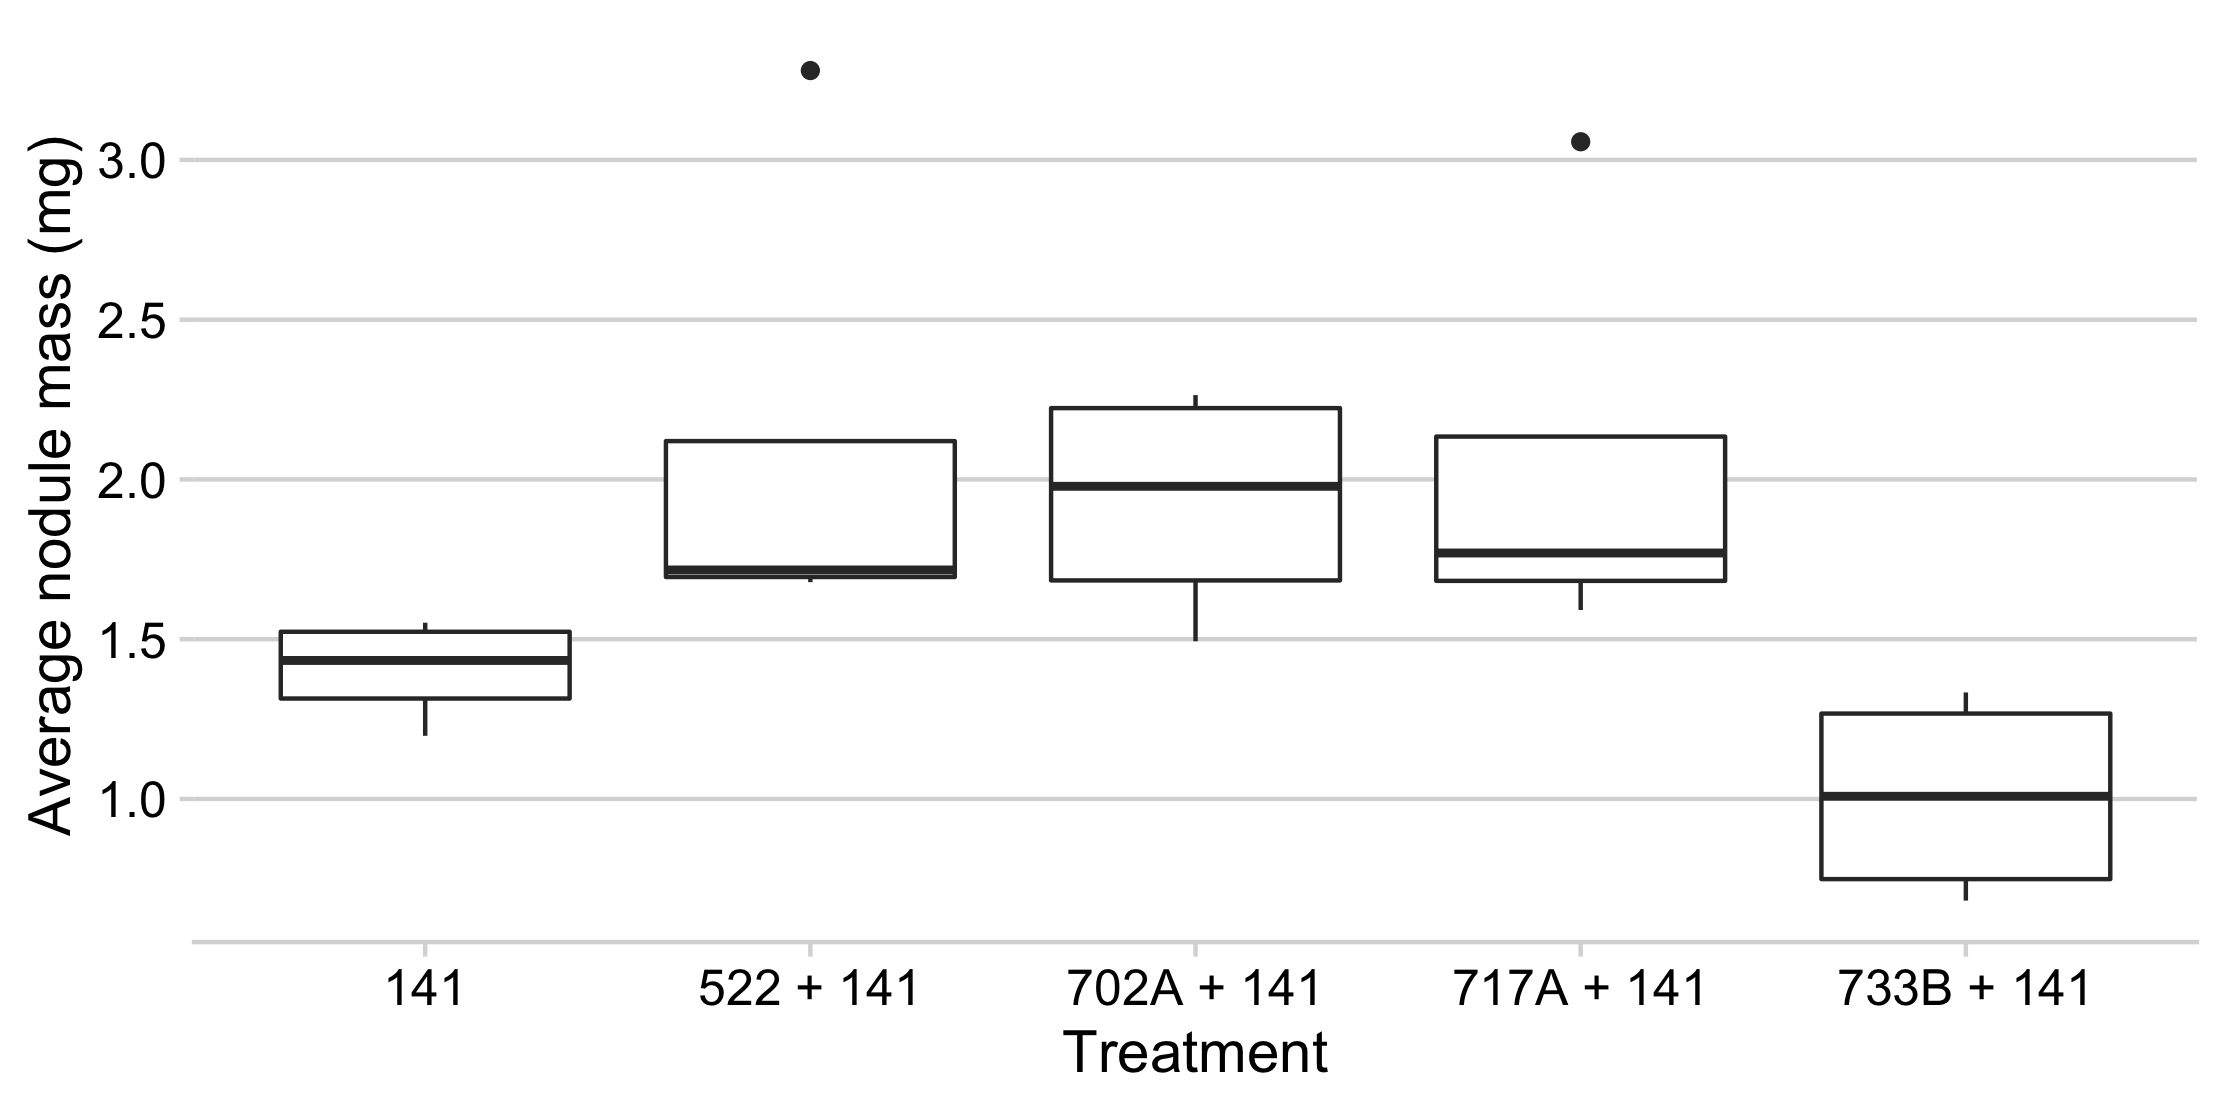 Average nodule mass (mg)
3.0
2.5
2.0
1.5
1.0
141
522 + 141
702A + 141
717A + 141
733B + 141
Treatment